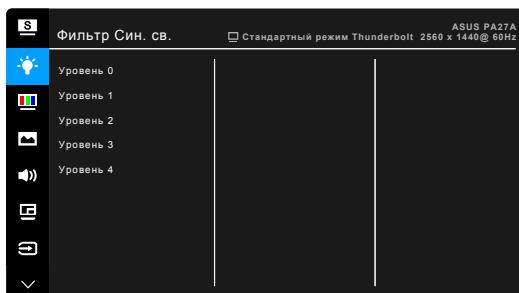 S
Фильтр Син. св.
ASUS PA27A
Стандартный режим Thunderbolt 2560 x 1440@ 60Hz
Уровень 0
Уровень 1
Уровень 2
Уровень 3
Уровень 4